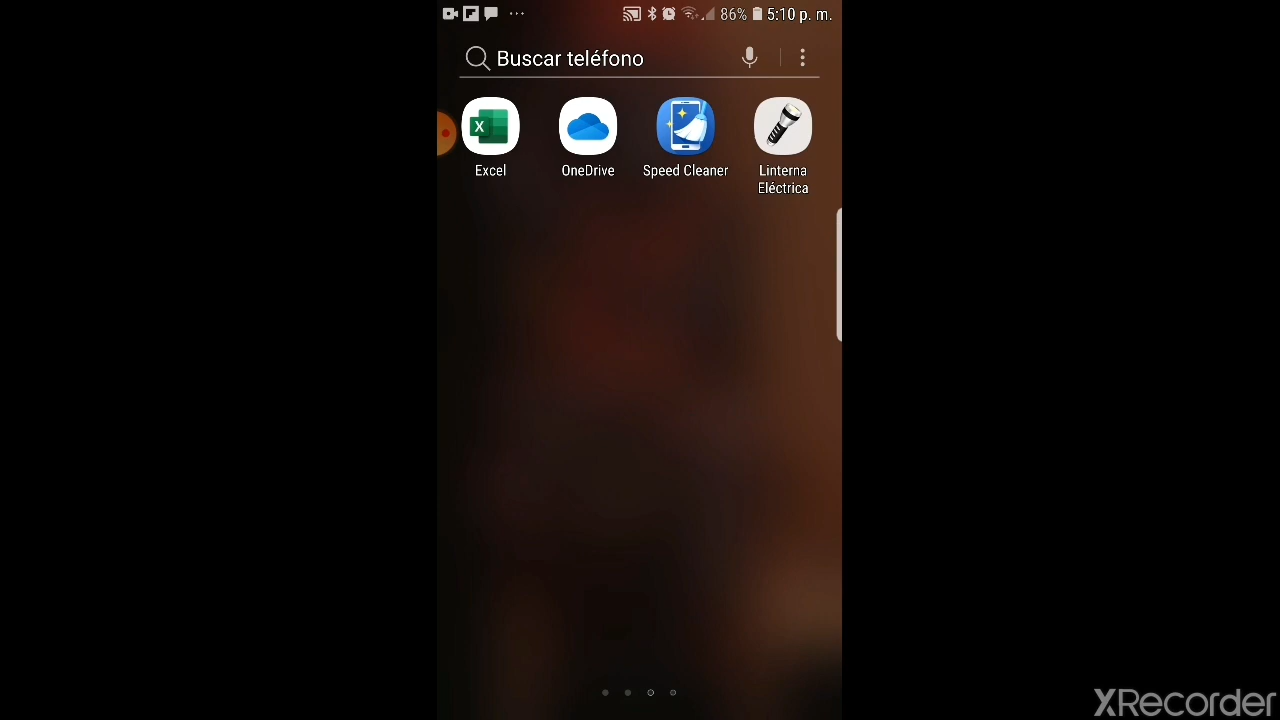 86% 5:10 p. m.
Buscar teléfono
X
Excel
OneDrive
Speed Cleaner
Linterna
Eléctrica
XRecorder